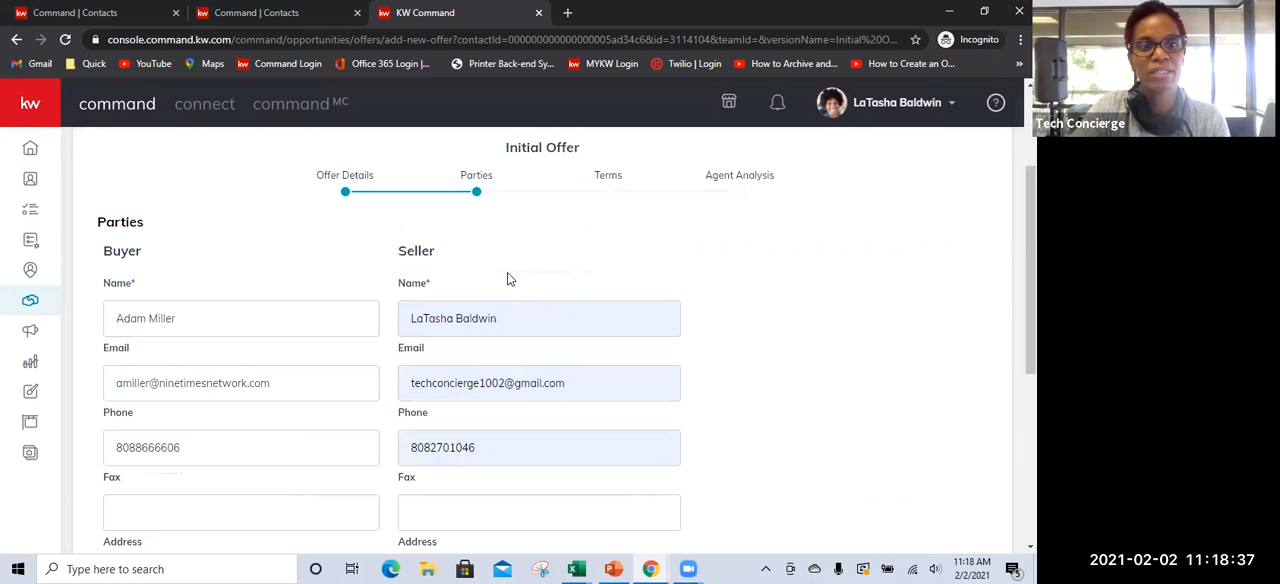 Command | Contacts
Command | Contacts
KW Command
console.command.kw.com/command/opportunities/offers/add-new-offer?contactId=000000000000000005ad34c6&id=3114104&teamId=&versionName=Initial%20O...
Incognito
Gmail
Quick
YouTube
Maps
Command Login
Office 365 Login |...
Printer Back-end Sy...
MYKW Login
Twilio | Login
How to Archive and...
How to Create an O...
»
kw
command
connect
command MC
LaTasha Baldwin
Tech Concierge
Initial Offer
Offer Details
Parties
Terms
Agent Analysis
Parties
Buyer
Seller
Name*
Name*
Adam Miller
LaTasha Baldwin
Email
Email
amiller@ninetimesnetwork.com
techconcierge1002@gmail.com
Phone
Phone
8088666606
8082701046
Fax
Fax
Address
Address
Type here to search
11:18 AM
2/2/2021
5
2021-02-02 11:18:37